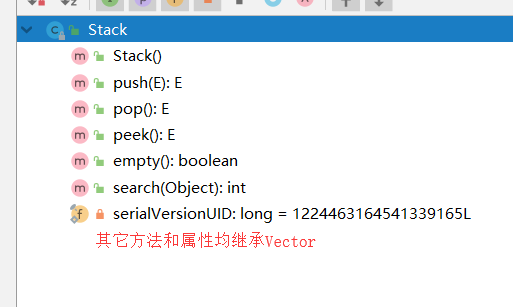 Stack
Stack()
push(E): E
pop(): E
peek(): E
empty(): boolean
search(Object): int
serialVersionUID: long = 1224463164541339165L
其它方法和属性均继承Vector